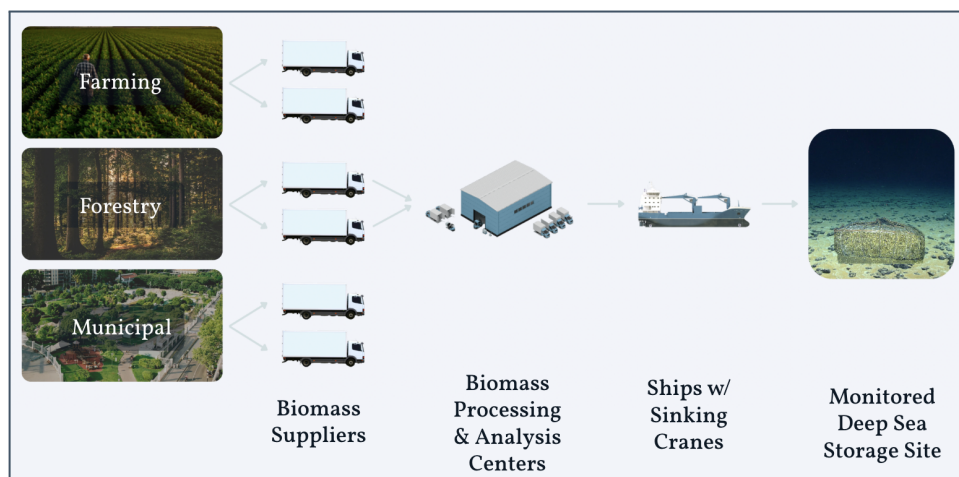 Farming
Forestry
Municipal
Biomass
Suppliers
Biomass
Processing
& Analysis
Centers
Ships w/
Sinking
Cranes
Monitored
Deep Sea
Storage Site